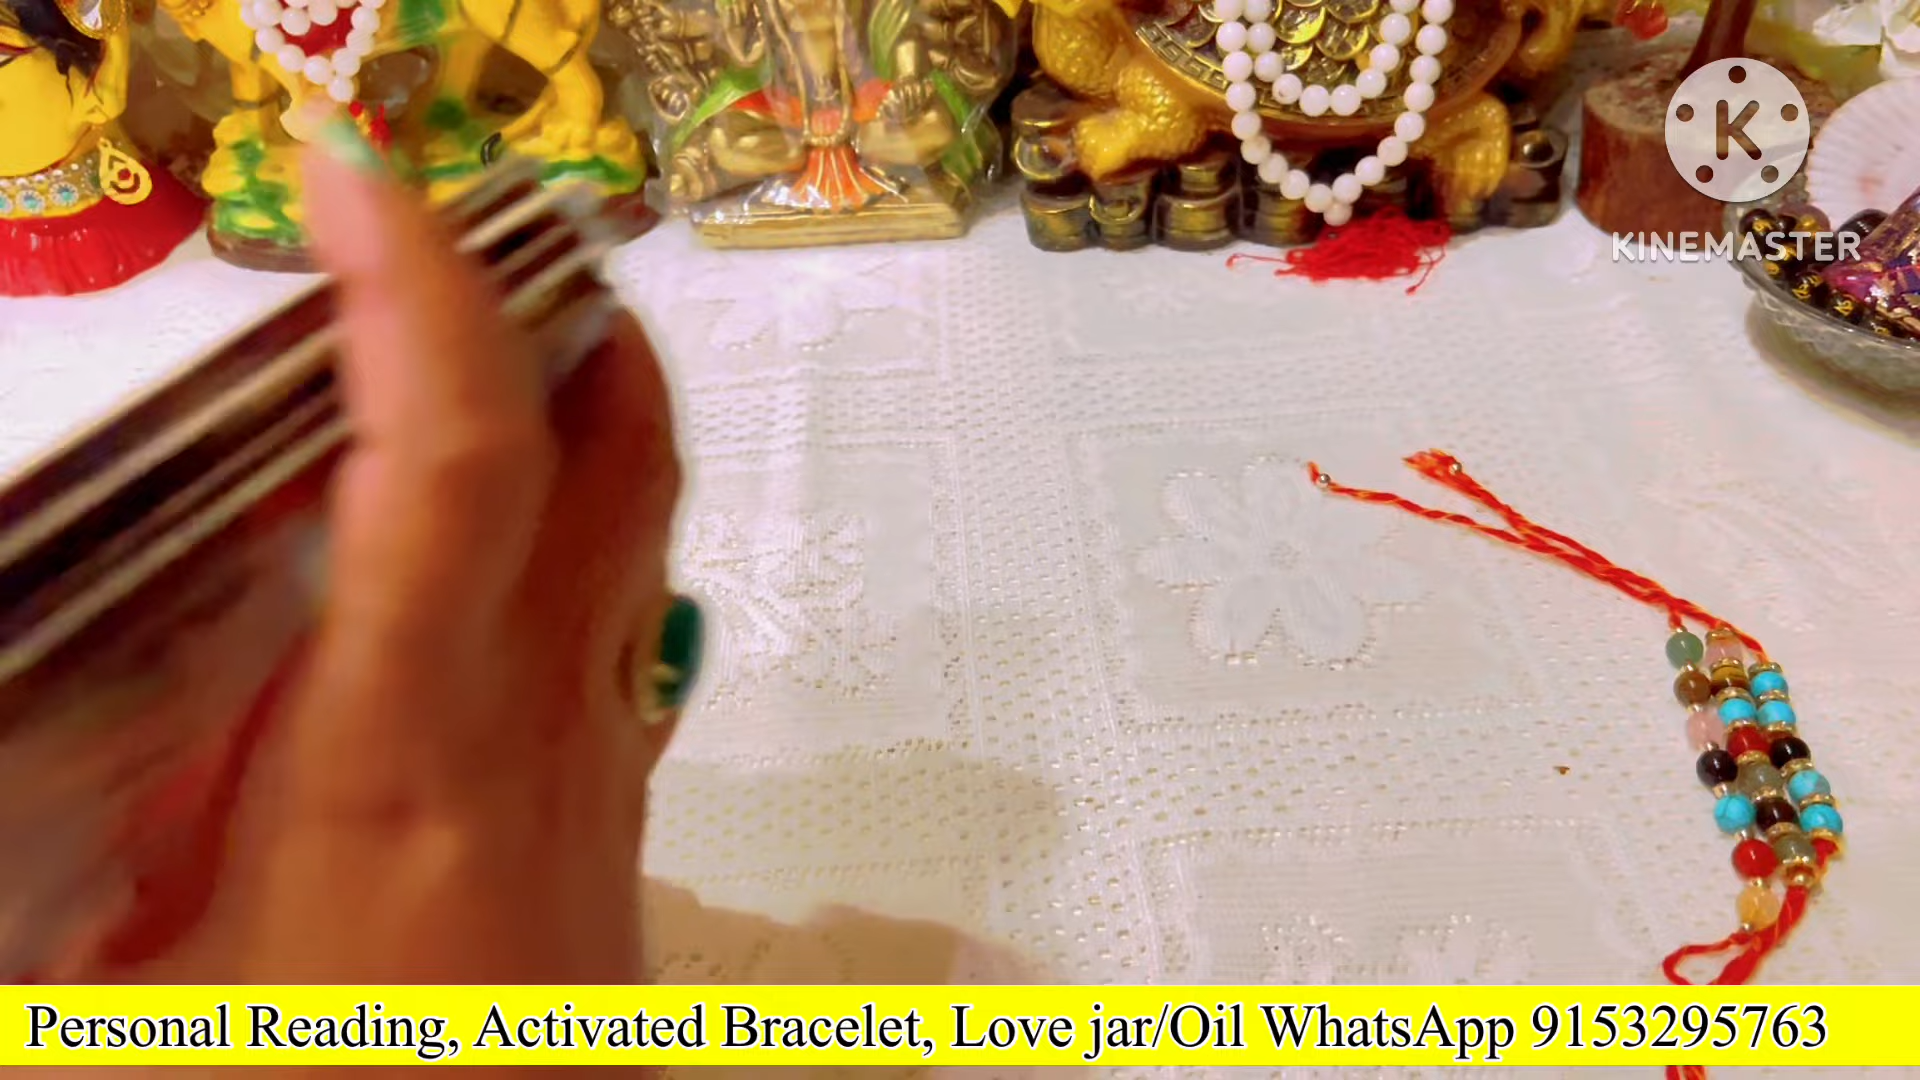 K
KINEMASTER
Personal Reading, Activated Bracelet, Love jar/Oil WhatsApp 9153295763